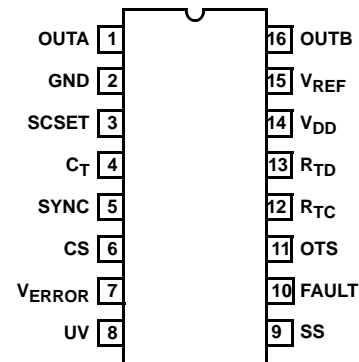 OUTA 1 16 OUTB
GND 2 15 VREF
SCSET 3 14 VDD
CT 4 13 RTD
SYNC 5 12 RTC
CS 6 11 OTS
VERROR 7 10 FAULT
UV 8 9 SS